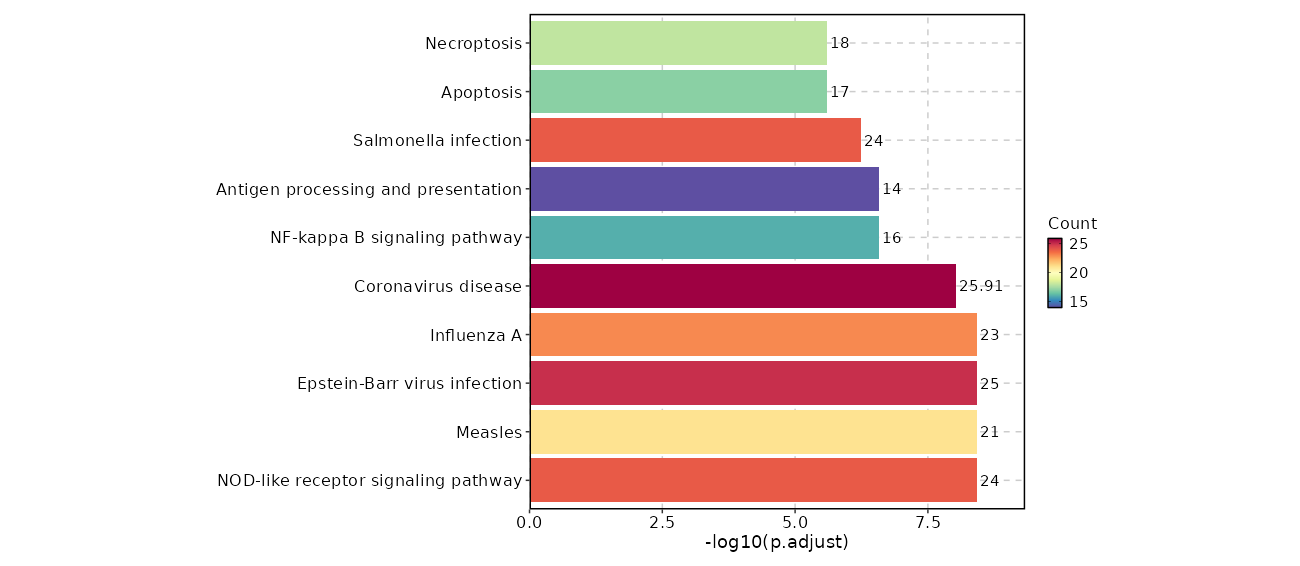 Necroptosis
18
Apoptosis
17
Salmonella infection
24
Antigen processing and presentation
14
NF-kappa B signaling pathway
16
Coronavirus disease
25.91
Influenza A
23
Epstein-Barr virus infection
25
Measles
21
NOD-like receptor signaling pathway
24
0.0
2.5
5.0
7.5
-log10(p.adjust)
Count
25
20
15